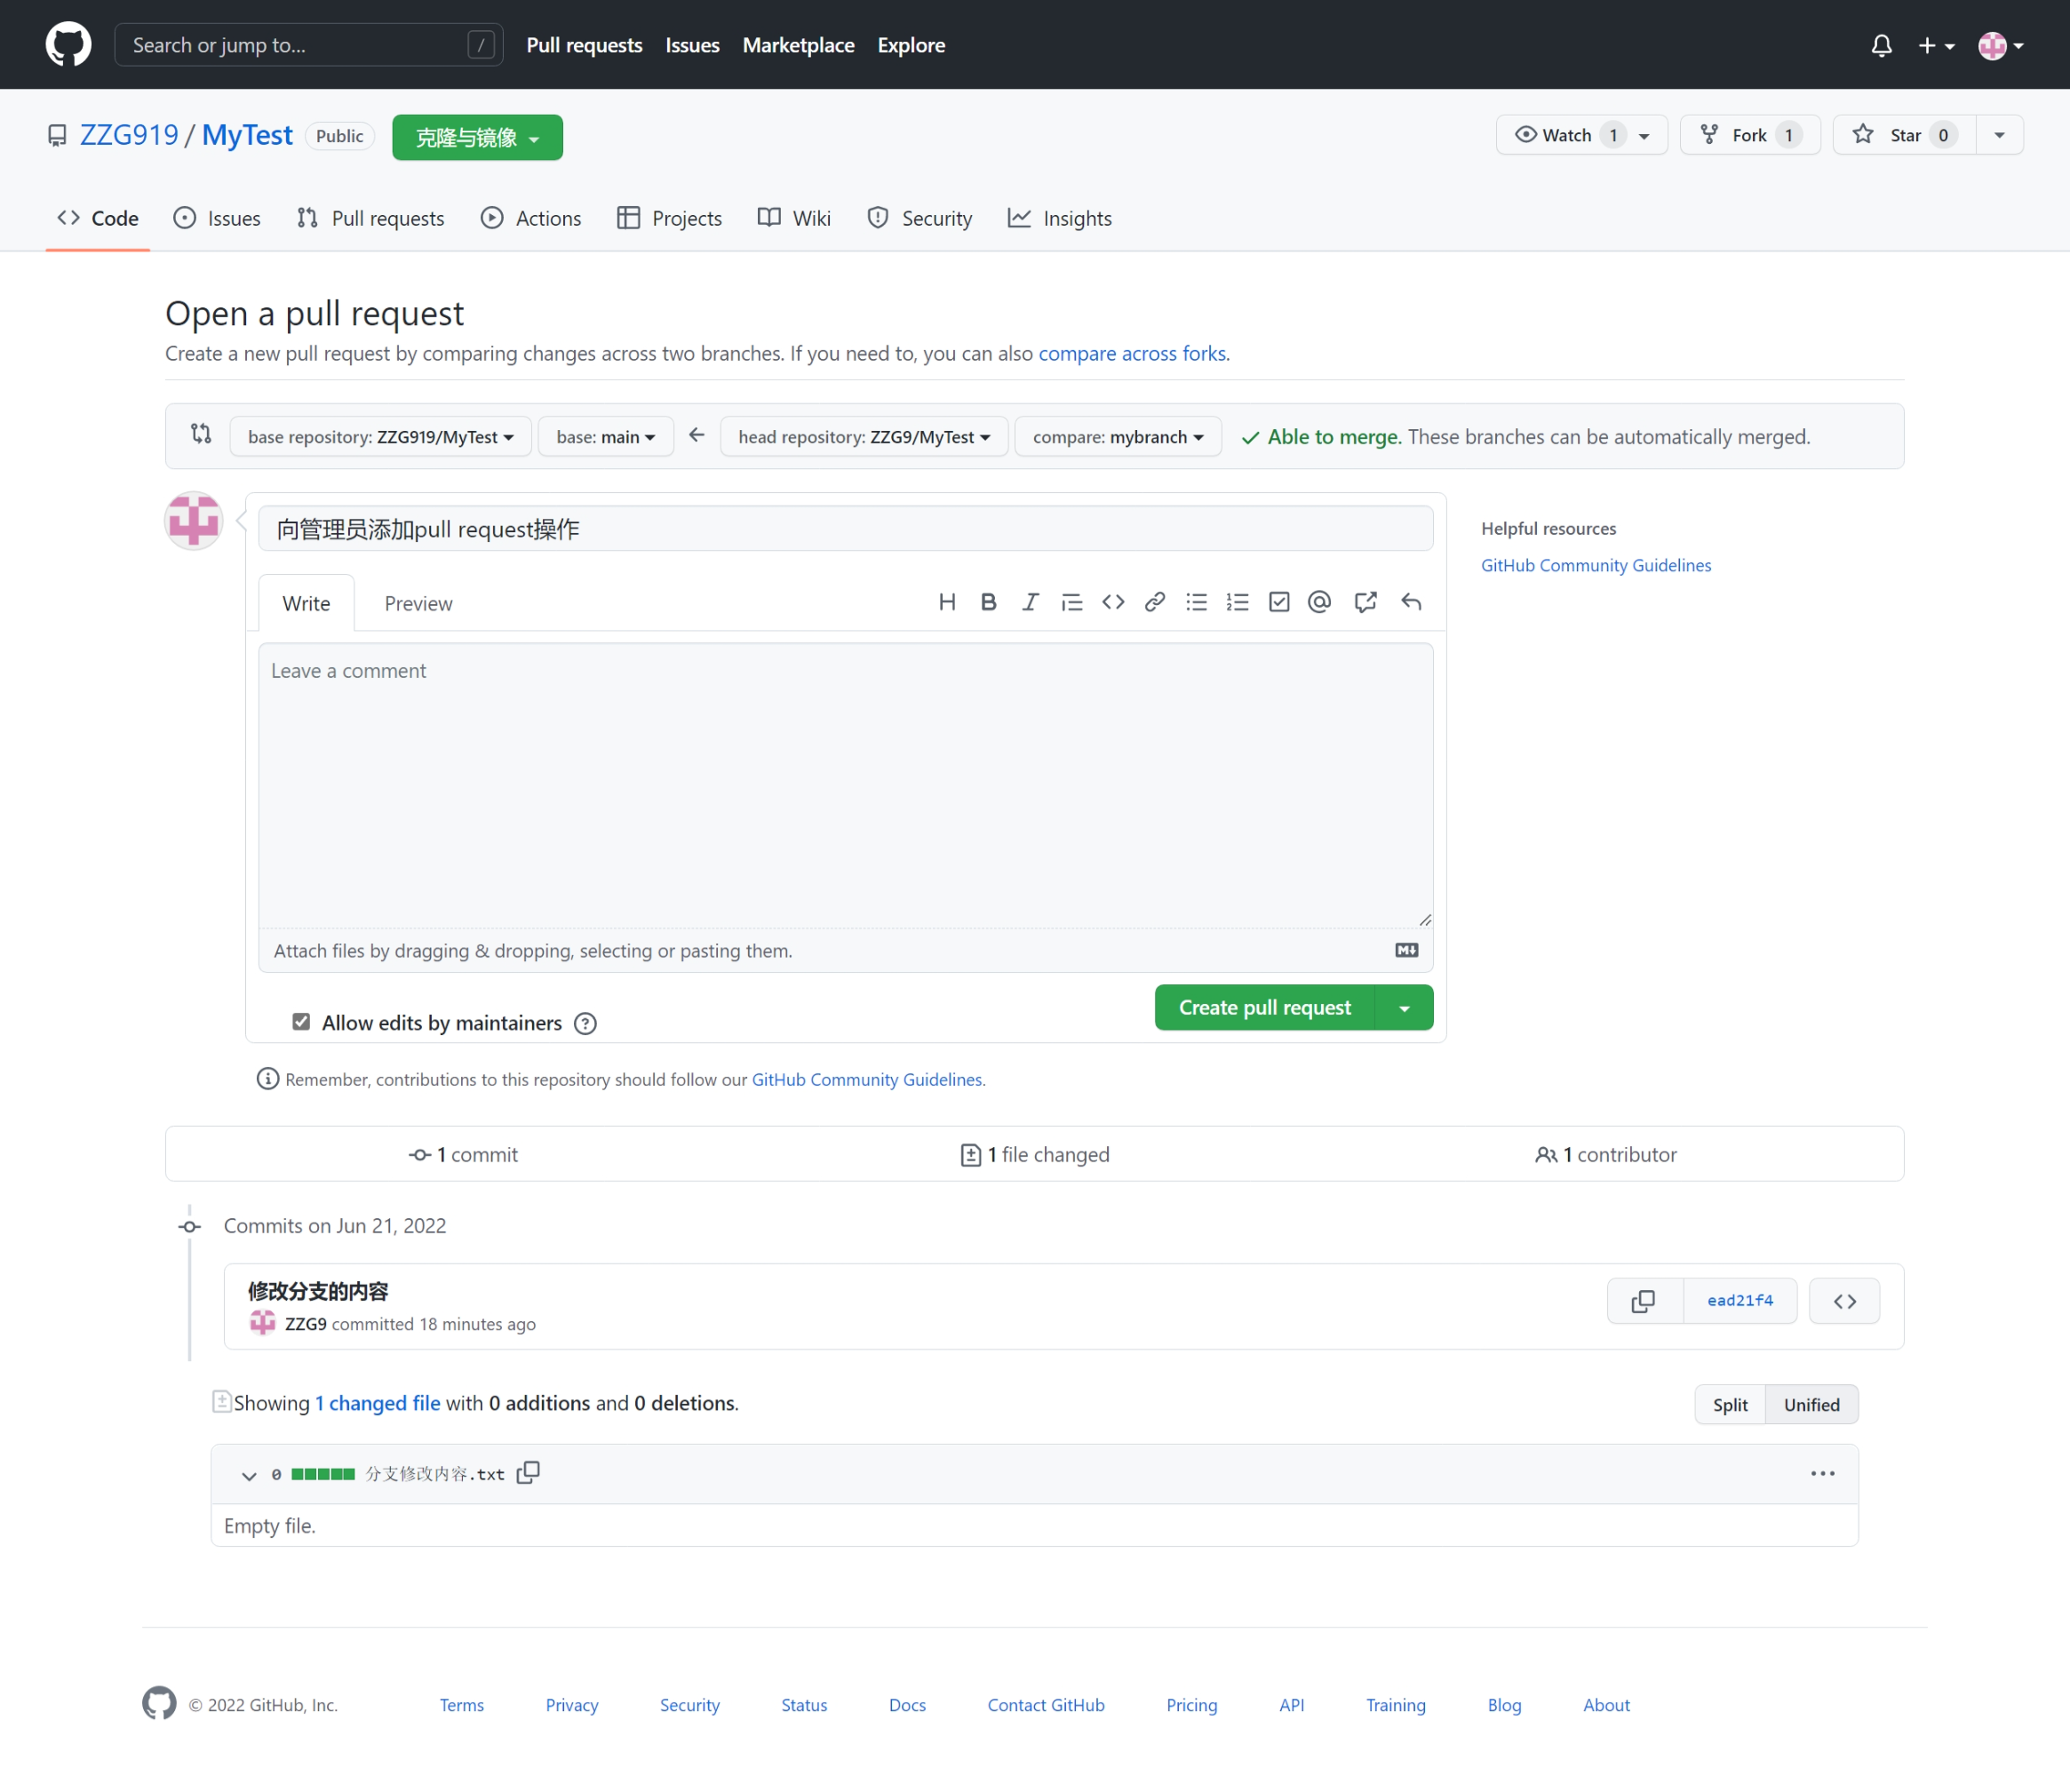 Search or jump to... / Pull requests Issues Marketplace Explore
ZZG919 / MyTest Public 克隆与镜像 Watch 1 Fork 1 Star 0
Code Issues Pull requests Actions Projects Wiki Security Insights
Open a pull request
Create a new pull request by comparing changes across two branches. If you need to, you can also compare across forks.
base repository: ZZG919/MyTest base: main head repository: ZZG9/MyTest compare: mybranch Able to merge. These branches can be automatically merged.
向管理员添加pull request操作
Helpful resources
GitHub Community Guidelines
Write Preview
Leave a comment
Attach files by dragging & dropping, selecting or pasting them.
Allow edits by maintainers Create pull request
Remember, contributions to this repository should follow our GitHub Community Guidelines.
1 commit 1 file changed 1 contributor
Commits on Jun 21, 2022
修改分支的内容
ZZG9 committed 18 minutes ago
ead21f4
Showing 1 changed file with 0 additions and 0 deletions. Split Unified
0 分支修改内容.txt
Empty file.
© 2022 GitHub, Inc. Terms Privacy Security Status Docs Contact GitHub Pricing API Training Blog About